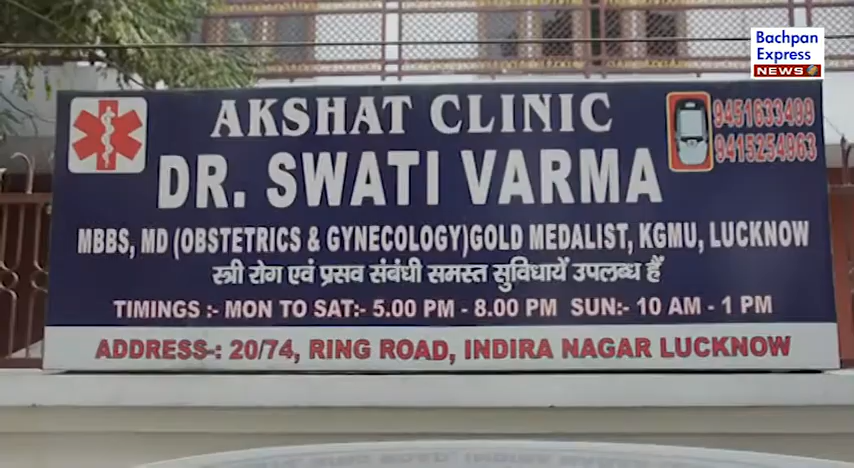 Bachpan
Express
NEWS
AKSHAT CLINIC
9451633499
9415254963
DR. SWATI VARMA
MBBS, MD (OBSTETRICS & GYNECOLOGY)GOLD MEDALIST, KGMU, LUCKNOW
स्त्री रोग एवं प्रसव संबंधी समस्त सुविधायें उपलब्ध हैं
TIMINGS :- MON TO SAT:- 5.00 PM - 8.00 PM SUN:- 10 AM - 1 PM
ADDRESS-: 20/74, RING ROAD, INDIRA NAGAR LUCKNOW